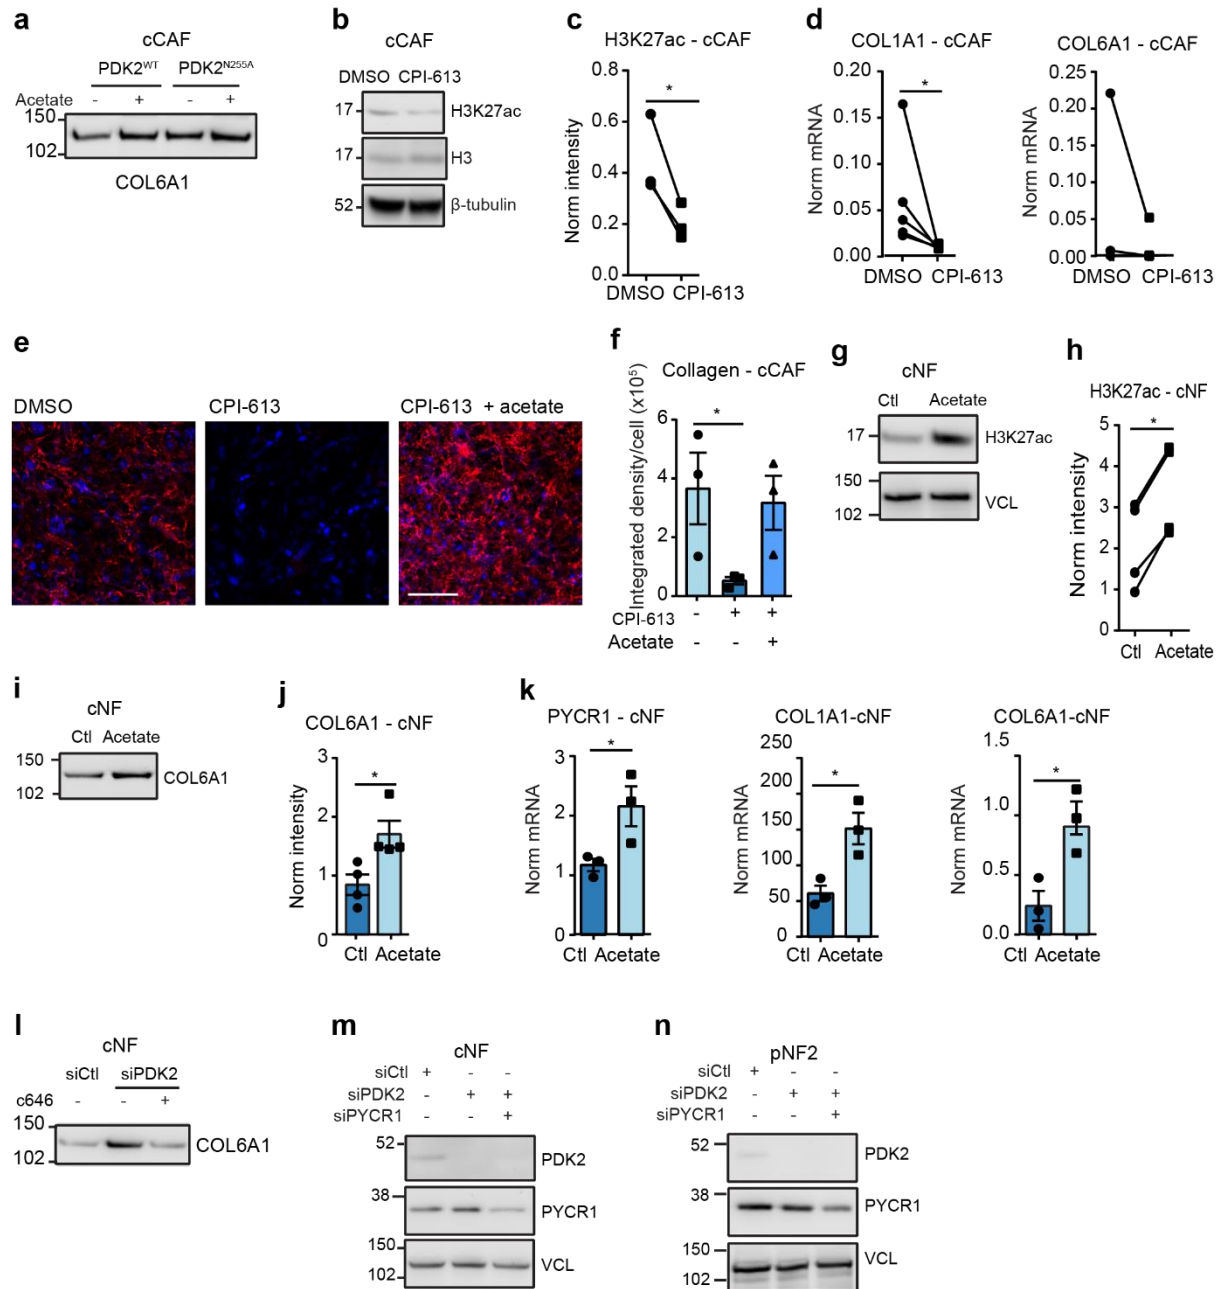 a
cCAF
PDK2WT PDK2N255A
Acetate - + - +
150
102
COL6A1
b
cCAF
DMSO CPI-613
17 H3K27ac
17 H3
52 β-tubulin
c
H3K27ac - cCAF
Norm intensity
0.8
0.6
0.4
0.2
0.0
*
DMSO CPI-613
d
COL1A1 - cCAF
Norm mRNA
0.20
0.15
0.10
0.05
0.00
*
DMSO CPI-613
COL6A1 - cCAF
Norm mRNA
0.25
0.20
0.15
0.10
0.05
0.00
DMSO CPI-613
e
DMSO
CPI-613
CPI-613 + acetate
f
Collagen - cCAF
Integrated density/cell (x10⁵)
6
4
2
0
*
CPI-613 - + +
Acetate - - +
g
cNF
Ctl Acetate
17 H3K27ac
150
102
VCL
h
H3K27ac - cNF
Norm intensity
5
4
3
2
1
0
*
Ctl Acetate
i
cNF
Ctl Acetate
150
102
COL6A1
j
COL6A1 - cNF
Norm intensity
3
2
1
0
*
Ctl Acetate
k
PYCR1 - cNF
Norm mRNA
3
2
1
0
*
Ctl Acetate
COL1A1-cNF
Norm mRNA
250
200
150
100
50
0
*
Ctl Acetate
COL6A1-cNF
Norm mRNA
1.5
1.0
0.5
0.0
*
Ctl Acetate
l
cNF
siCtl siPDK2
c646 - - +
150
102
COL6A1
m
cNF
siCtl + - -
siPDK2 - + +
siPYCR1 - - +
52 PDK2
38 PYCR1
150
102
VCL
n
pNF2
siCtl + - -
siPDK2 - + +
siPYCR1 - - +
52 PDK2
38 PYCR1
150
102
VCL